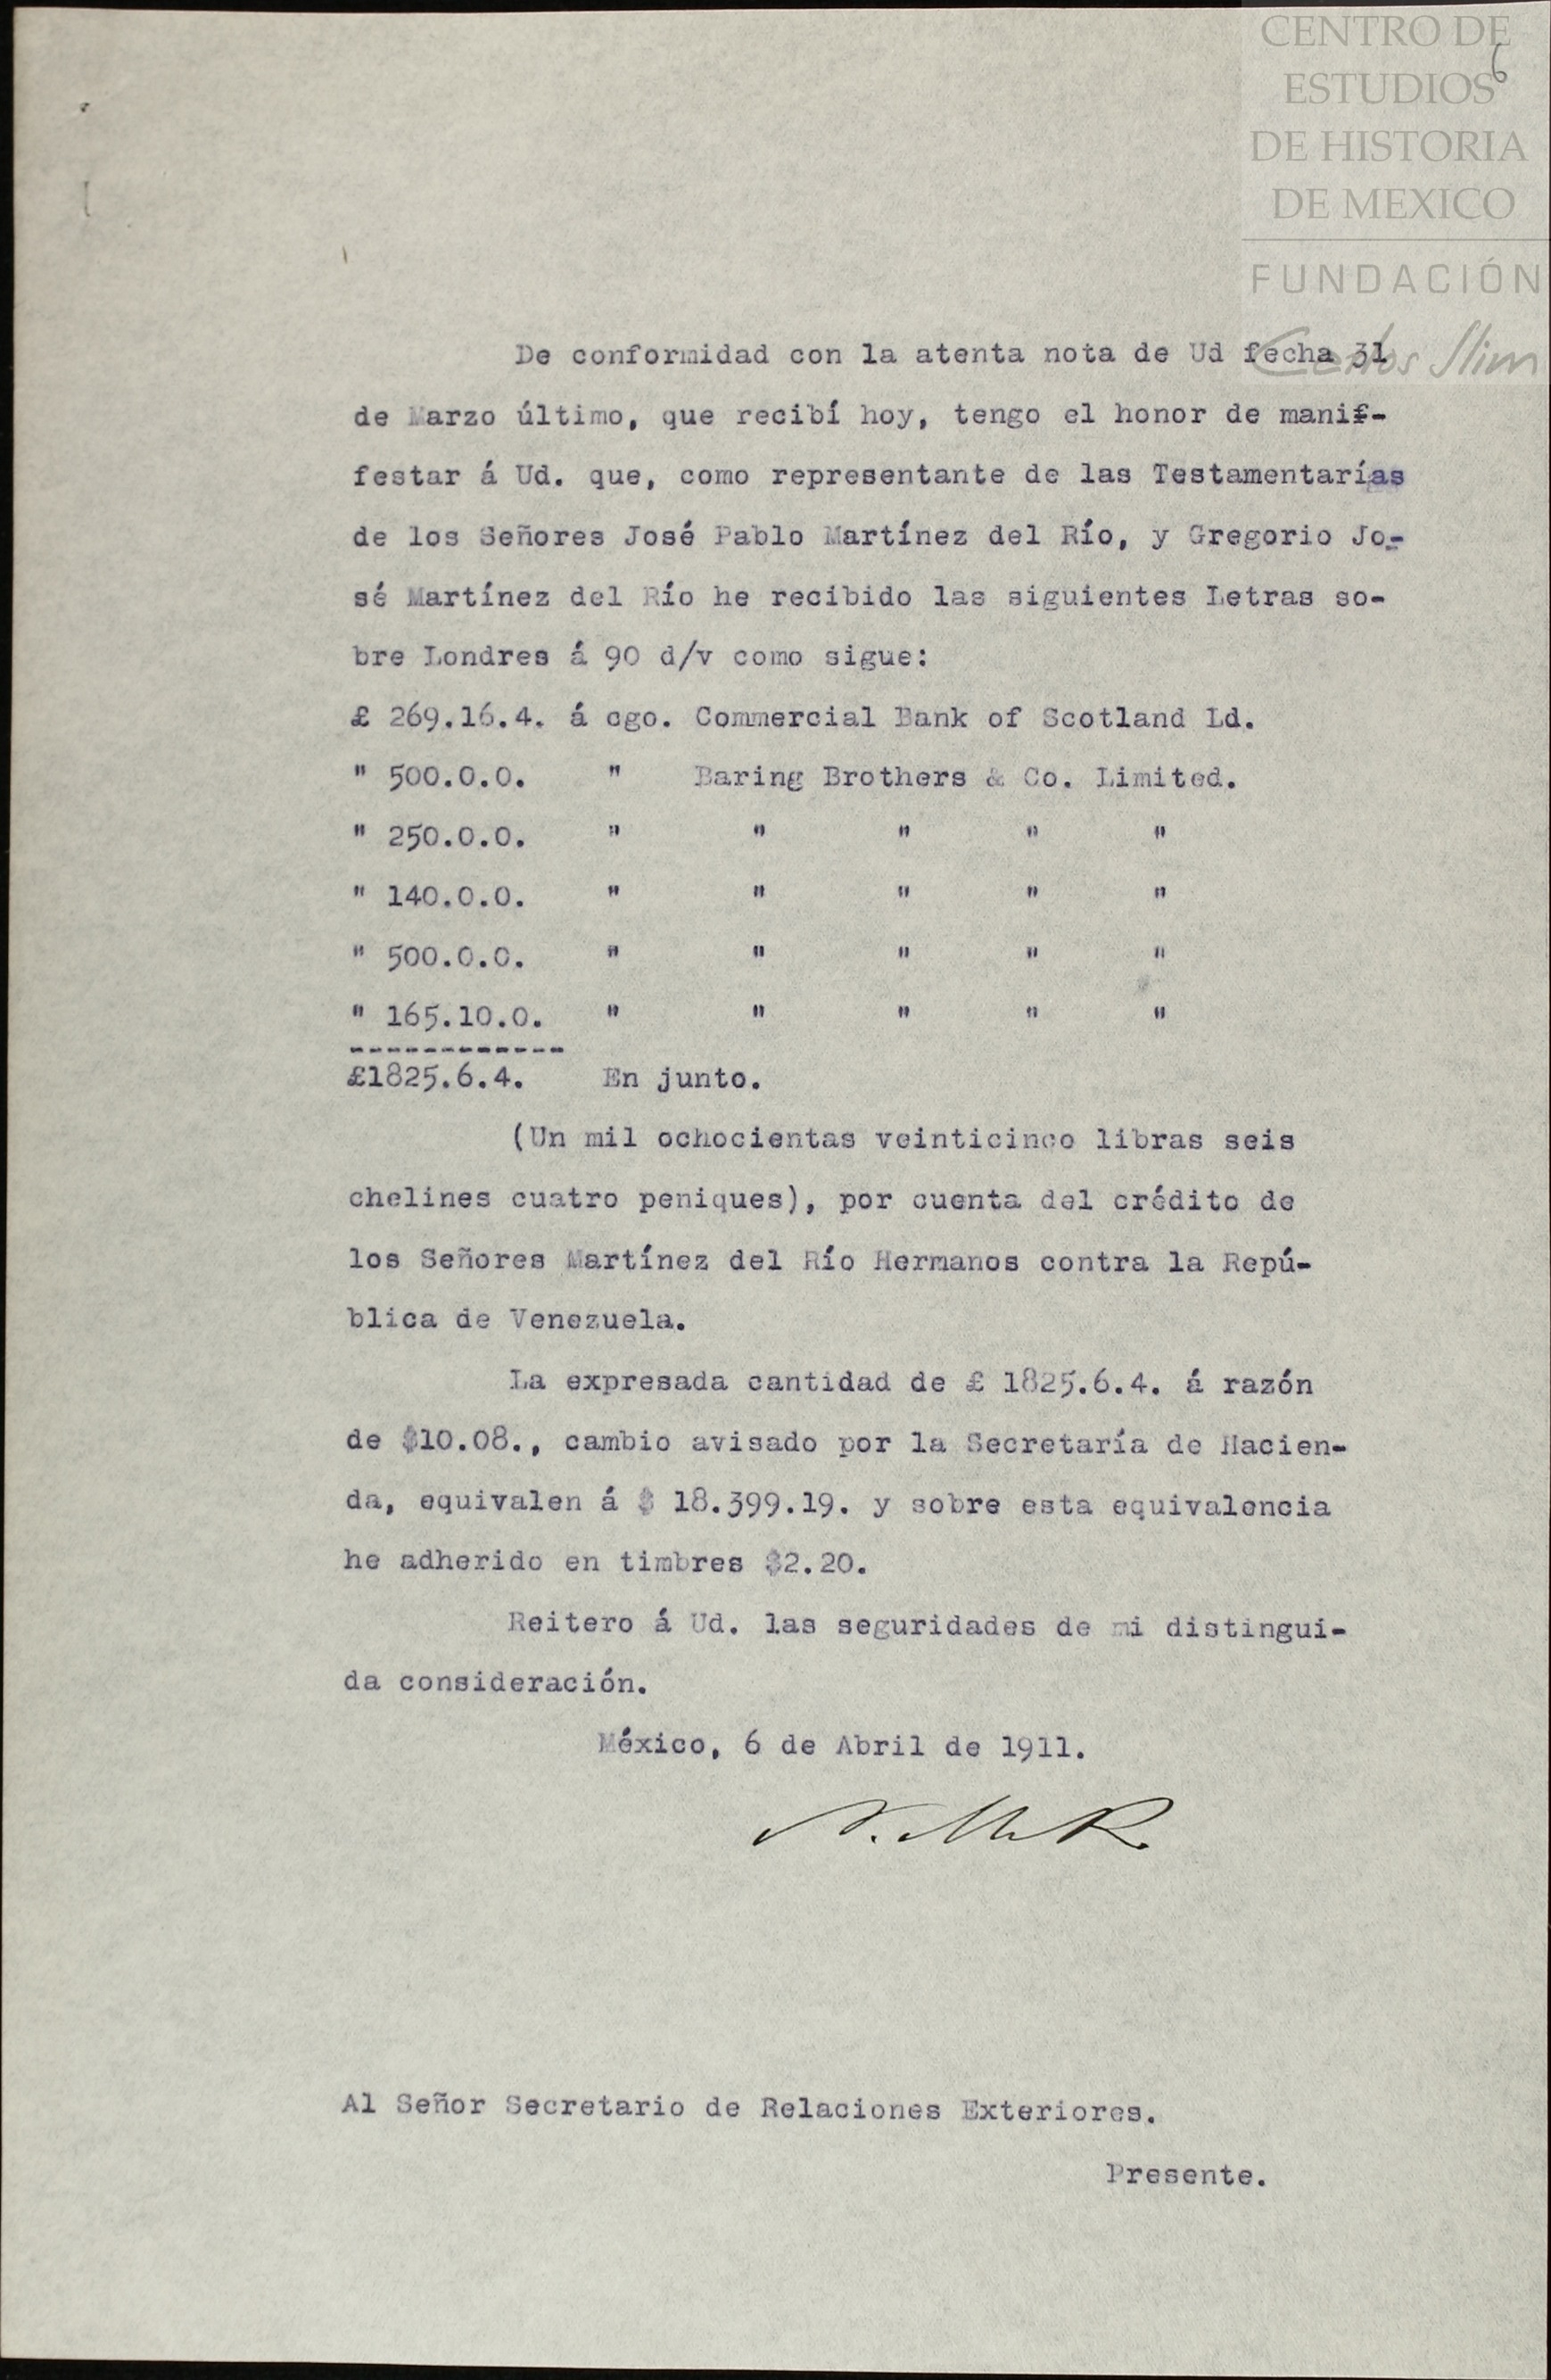 CENTRO DE
ESTUDIOS
DE HISTORIA
DE MEXICO
FUNDACIÓN
Carlos Slim
6
De conformidad con la atenta nota de Ud fecha 31
de Marzo último, que recibí hoy, tengo el honor de manif-
festar á Ud. que, como representante de las Testamentarías
de los Señores José Pablo Martínez del Río, y Gregorio Jo-
sé Martínez del Río he recibido las siguientes Letras so-
bre Londres á 90 d/v como sigue:
£ 269.16.4. á cgo. Commercial Bank of Scotland Ld.
" 500.0.0. " Baring Brothers & Co. Limited.
" 250.0.0. " " " " "
" 140.0.0. " " " " "
" 500.0.0. " " " " "
" 165.10.0. " " " " "
------------
£1825.6.4. En junto.
(Un mil ochocientas veinticinco libras seis
chelines cuatro peniques), por cuenta del crédito de
los Señores Martínez del Río Hermanos contra la Repú-
blica de Venezuela.
La expresada cantidad de £ 1825.6.4. á razón
de $10.08., cambio avisado por la Secretaría de Hacien-
da, equivalen á $ 18.399.19. y sobre esta equivalencia
he adherido en timbres $2.20.
Reitero á Ud. las seguridades de mi distingui-
da consideración.
México, 6 de Abril de 1911.
N. M. R.
Al Señor Secretario de Relaciones Exteriores.
Presente.